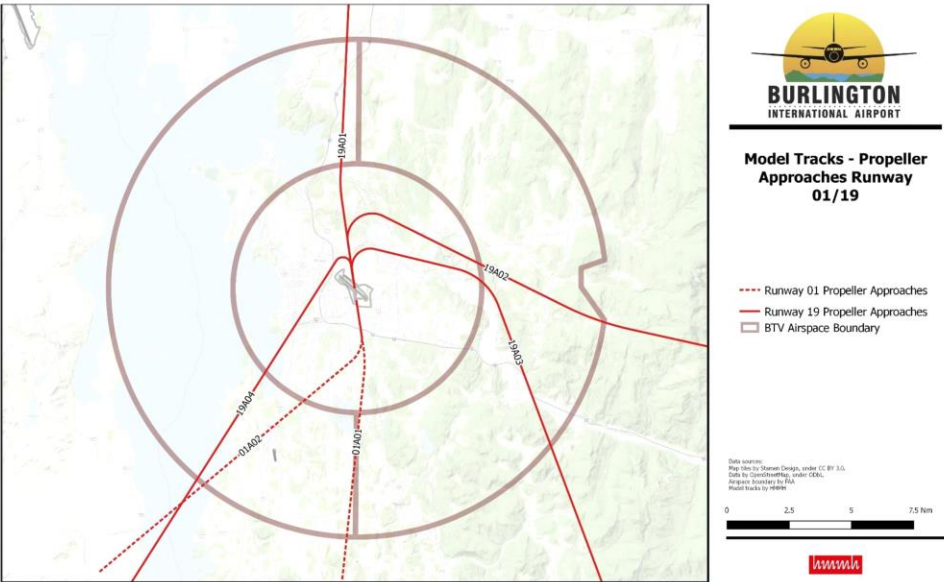 19A01
19A02
19A03
19A04
01A02
01A01
BURLINGTON
INTERNATIONAL AIRPORT
Model Tracks - Propeller
Approaches Runway
01/19
Runway 01 Propeller Approaches
Runway 19 Propeller Approaches
BTV Airspace Boundary
Data sources:
Map tiles by Stamen Design, under CC BY 3.0.
Data by OpenStreetMap, under ODbL.
Airspace boundary by FAA
Model tracks by HMMH
0 2.5 5 7.5 Nm
hmmh